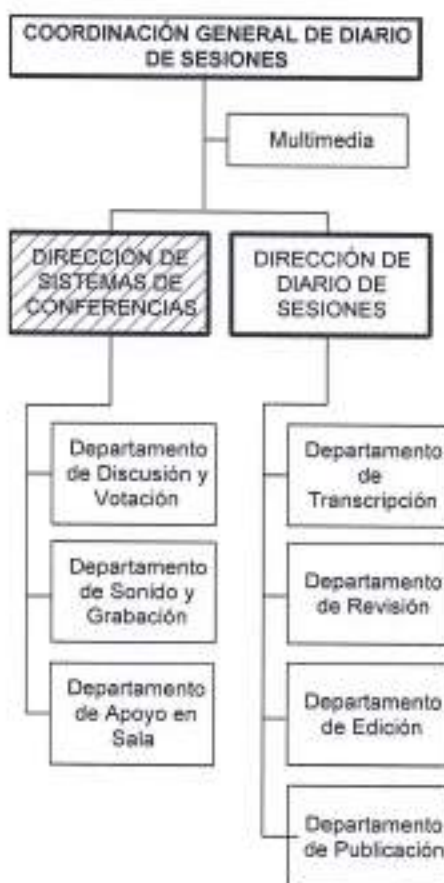 COORDINACIÓN GENERAL DE DIARIO
DE SESIONES
Multimedia
DIRECCIÓN DE
SISTEMAS DE
CONFERENCIAS
DIRECCIÓN DE
DIARIO DE
SESIONES
Departamento
de Discusión y
Votación
Departamento
de Sonido y
Grabación
Departamento
de Apoyo en
Sala
Departamento
de
Transcripción
Departamento
de Revisión
Departamento
de Edición
Departamento
de Publicación